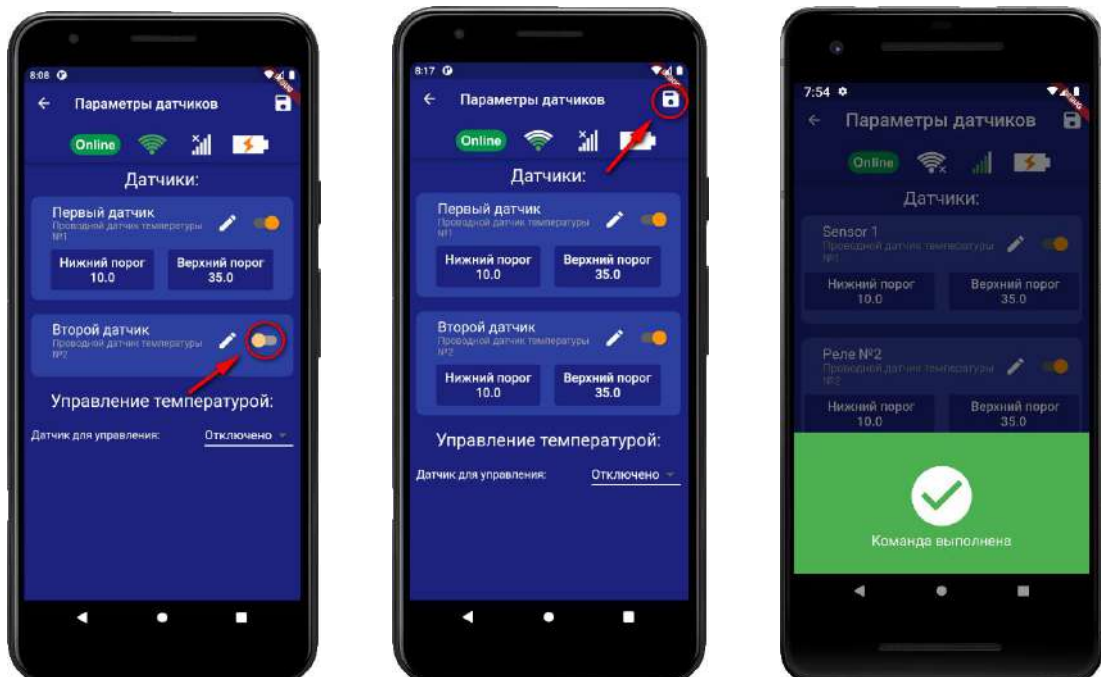 8:08
DEBUG
Параметры датчиков
Online
Датчики:
Первый датчик
Проводной датчик температуры
№1
Нижний порог
10.0
Верхний порог
35.0
Второй датчик
Проводной датчик температуры
№2
Управление температурой:
Датчик для управления:
Отключено
8:17
Параметры датчиков
Online
Датчики:
Первый датчик
Проводной датчик температуры
№1
Нижний порог
10.0
Верхний порог
35.0
Второй датчик
Проводной датчик температуры
№2
Нижний порог
10.0
Верхний порог
35.0
Управление температурой:
Датчик для управления:
Отключено
7:54
DEBUG
Параметры датчиков
Online
Датчики:
Sensor 1
Проводной датчик температуры
№1
Нижний порог
10.0
Верхний порог
35.0
Реле №2
Проводной датчик температуры
№2
Нижний порог
10.0
Верхний порог
35.0
Команда выполнена